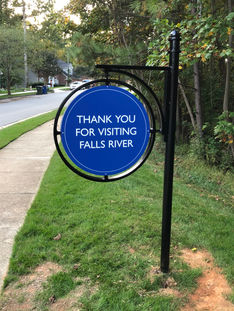 THANK YOU
FOR VISITING
FALLS RIVER